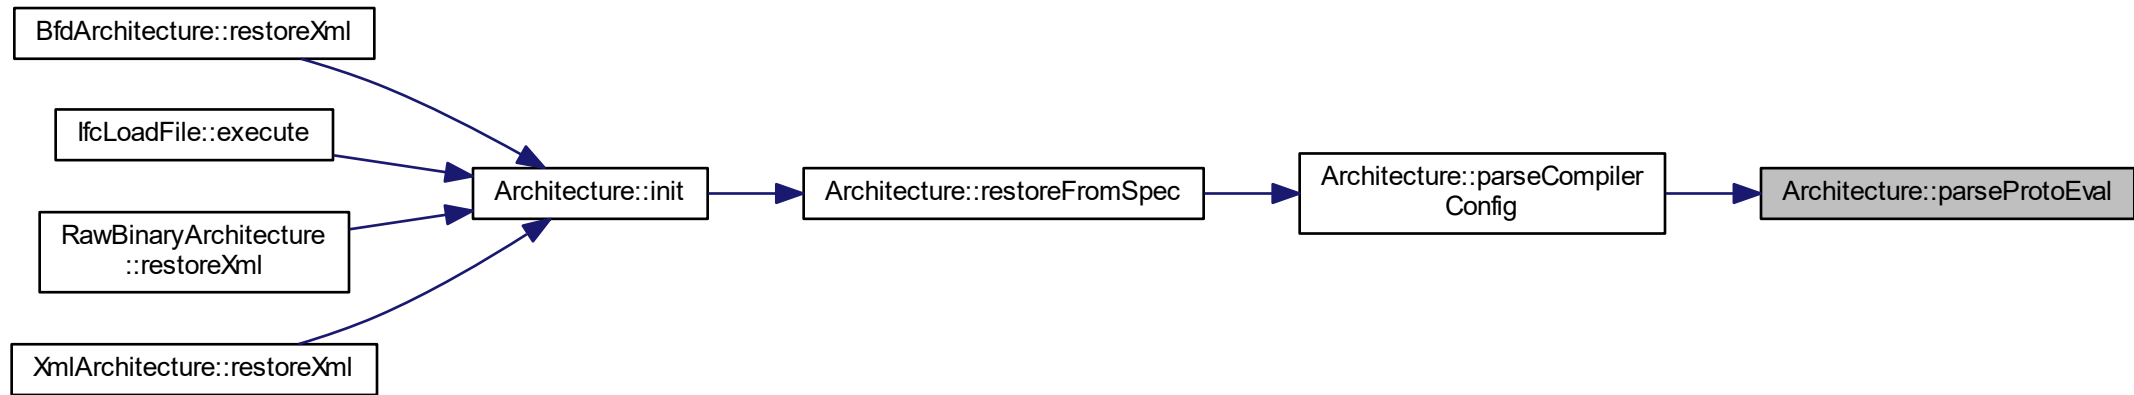 BfdArchitecture::restoreXml
IfcLoadFile::execute
RawBinaryArchitecture
::restoreXml
XmlArchitecture::restoreXml
Architecture::init
Architecture::restoreFromSpec
Architecture::parseCompiler
Config
Architecture::parseProtoEval